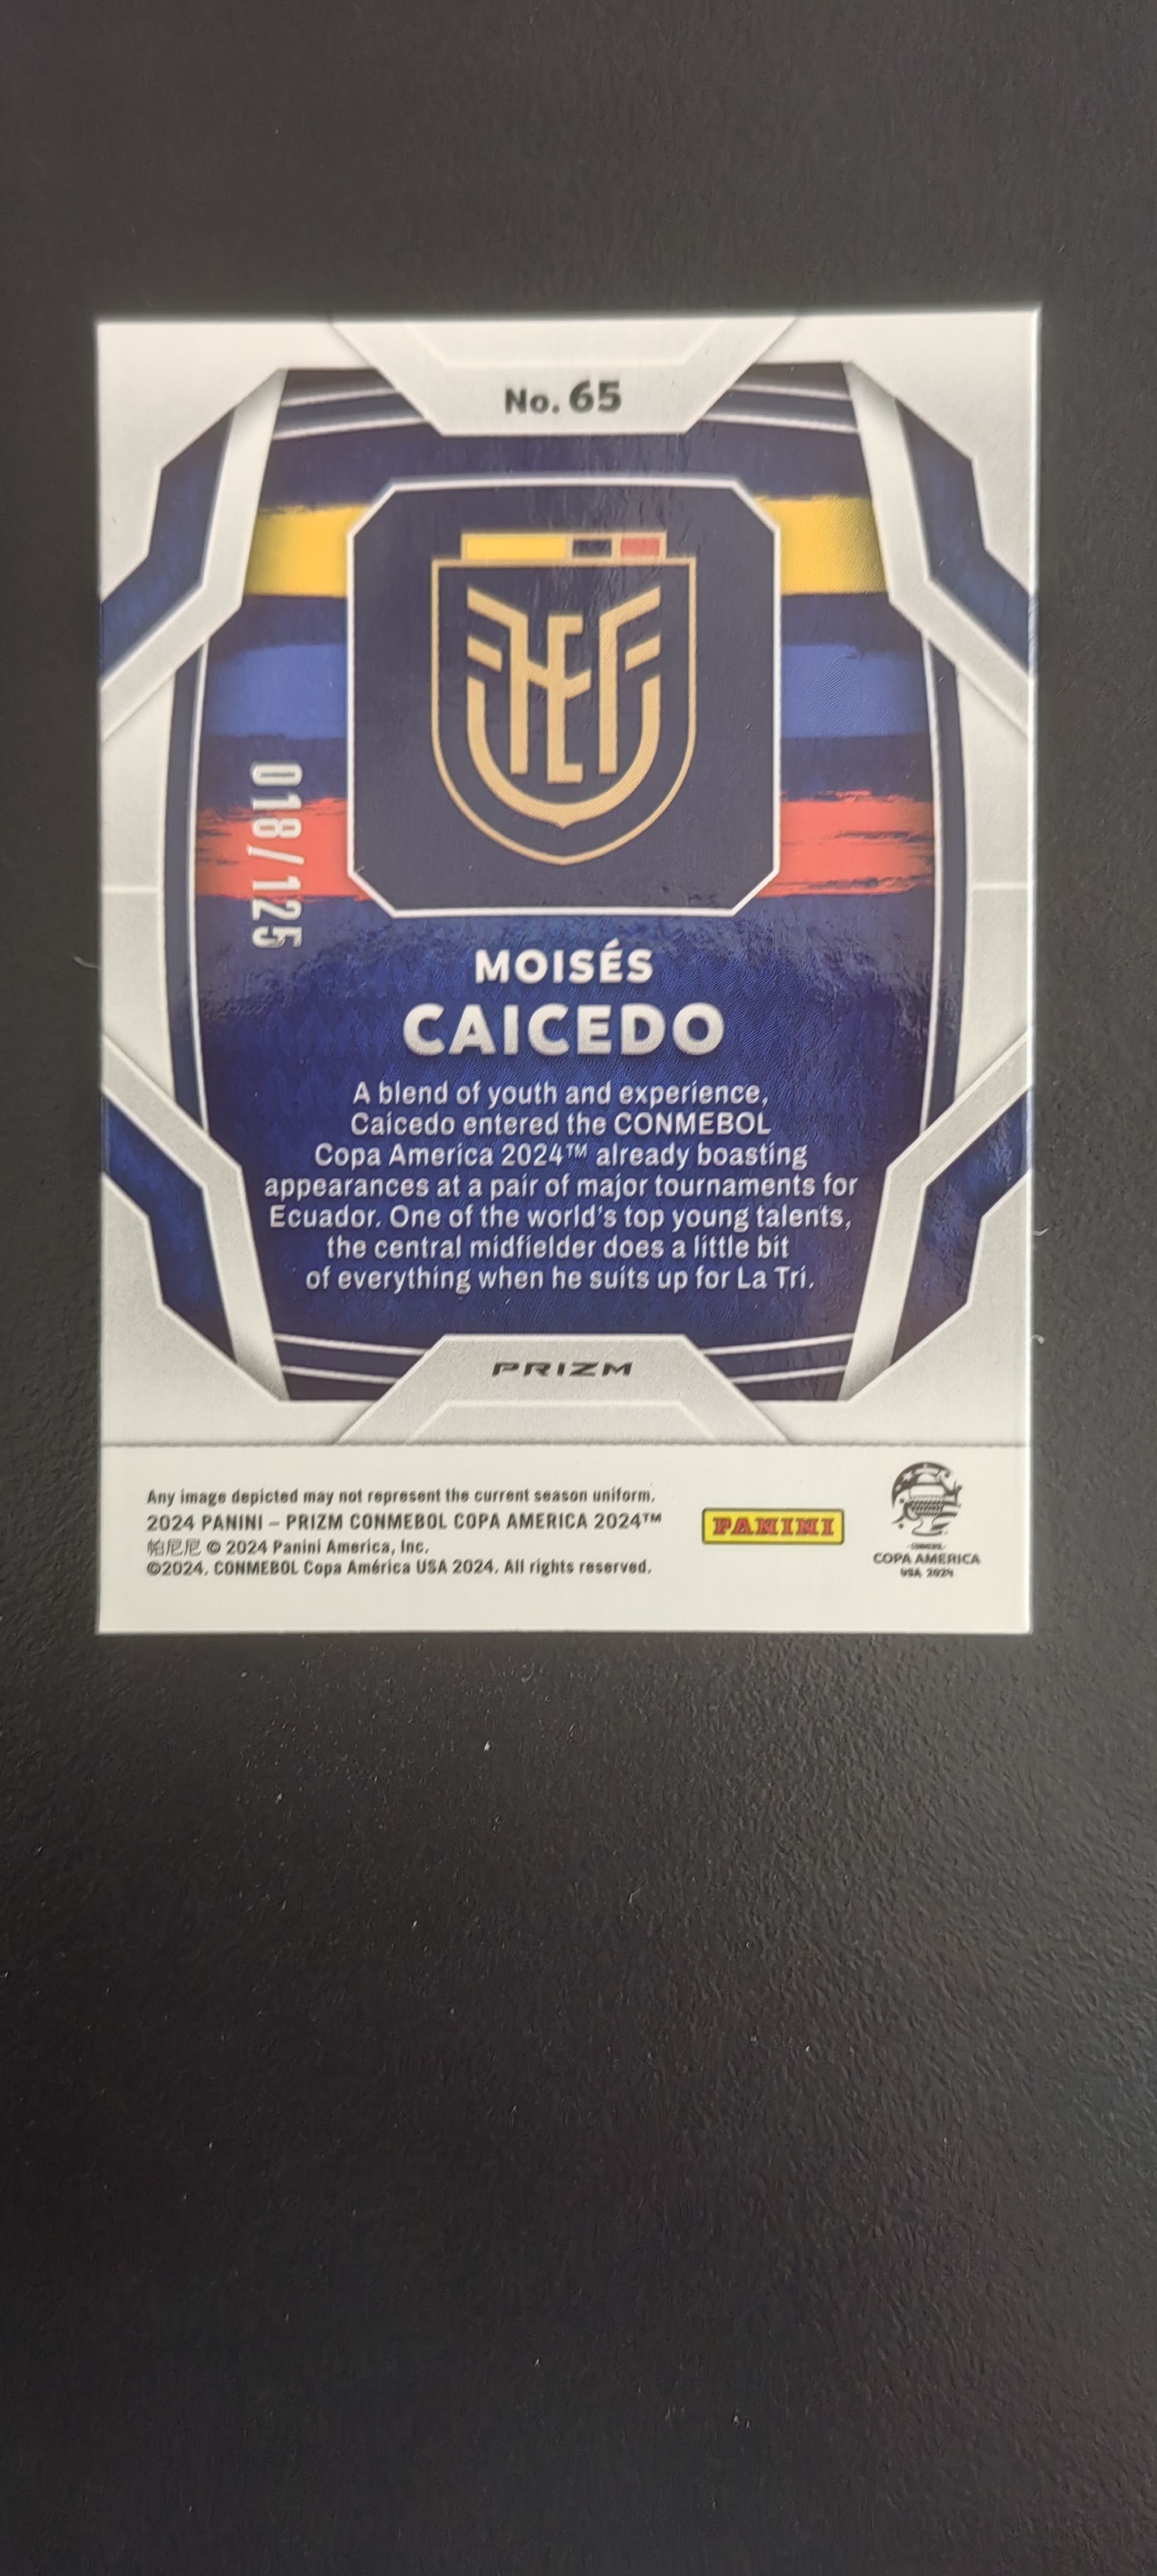 No. 65
018/125
MOISÉS
CAICEDO
A blend of youth and experience,
Caicedo entered the CONMEBOL
Copa America 2024™ already boasting
appearances at a pair of major tournaments for
Ecuador. One of the world's top young talents,
the central midfielder does a little bit
of everything when he suits up for La Tri.
PRIZM
Any image depicted may not represent the current season uniform.
2024 PANINI – PRIZM CONMEBOL COPA AMERICA 2024™
帕尼尼 © 2024 Panini America, Inc.
©2024. CONMEBOL Copa América USA 2024. All rights reserved.
PANINI
CONMEBOL
COPA AMERICA
USA 2024